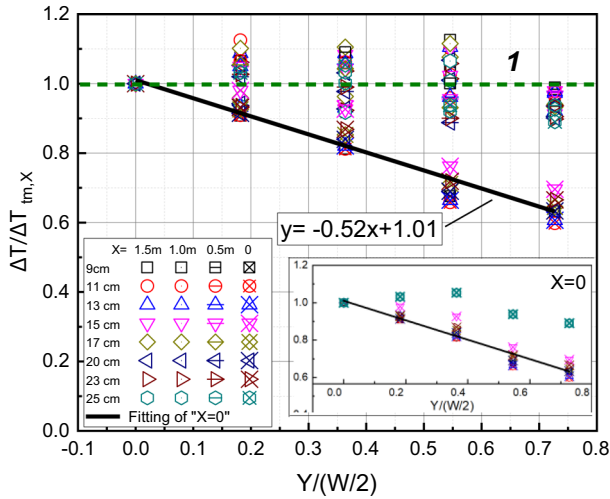 1.2
1.0
0.8
0.6
0.4
0.2
0.0
ΔT/ΔT tm,X
1
y= -0.52x+1.01
X= 1.5m 1.0m 0.5m 0
9cm
11 cm
13 cm
15 cm
17 cm
20 cm
23 cm
25 cm
Fitting of "X=0"
X=0
1.2
1.0
0.8
0.6
0.0 0.2 0.4 0.6 0.8
Y/(W/2)
-0.1 0.0 0.1 0.2 0.3 0.4 0.5 0.6 0.7 0.8
Y/(W/2)